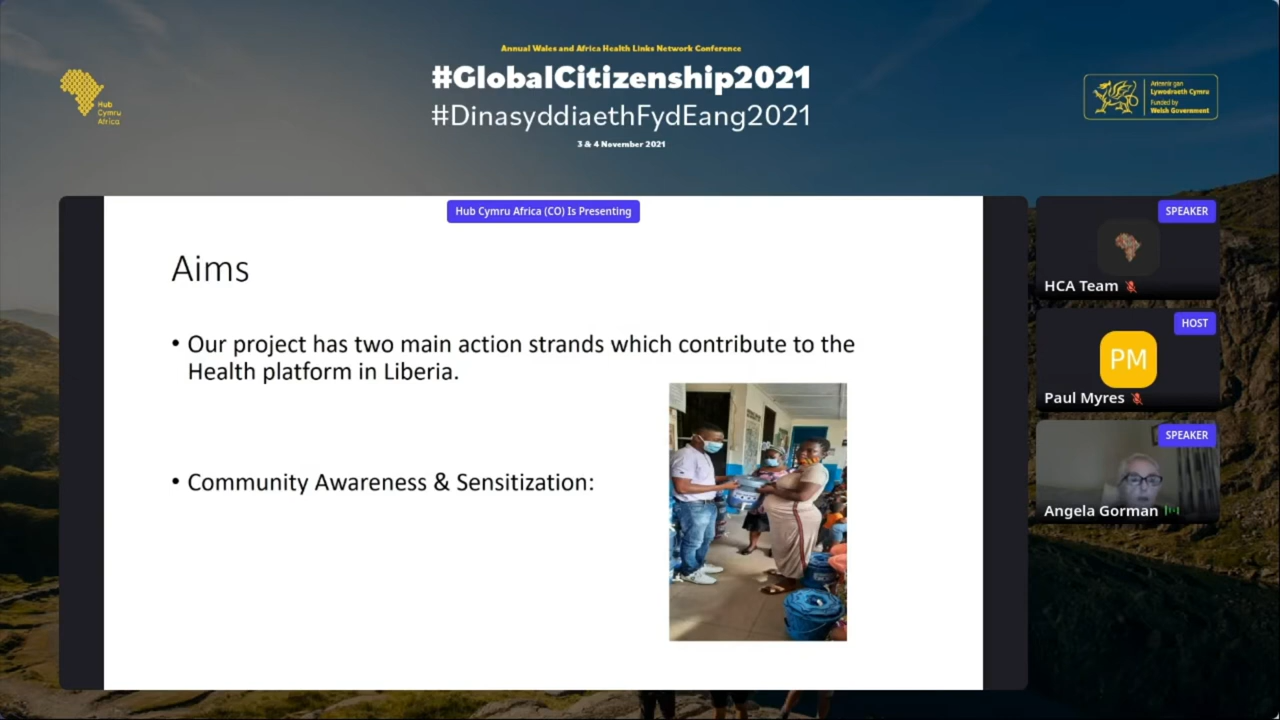 Annual Wales and Africa Health Links Network Conference
#GlobalCitizenship2021
#DinasyddiaethFydEang2021
3 & 4 November 2021
Hub
Cymru
Africa
Ariennir gan
Lywodraeth Cymru
Funded by
Welsh Government
Hub Cymru Africa (CO) Is Presenting
Aims
• Our project has two main action strands which contribute to the
Health platform in Liberia.
• Community Awareness & Sensitization:
SPEAKER
HCA Team
HOST
PM
Paul Myres
SPEAKER
Angela Gorman